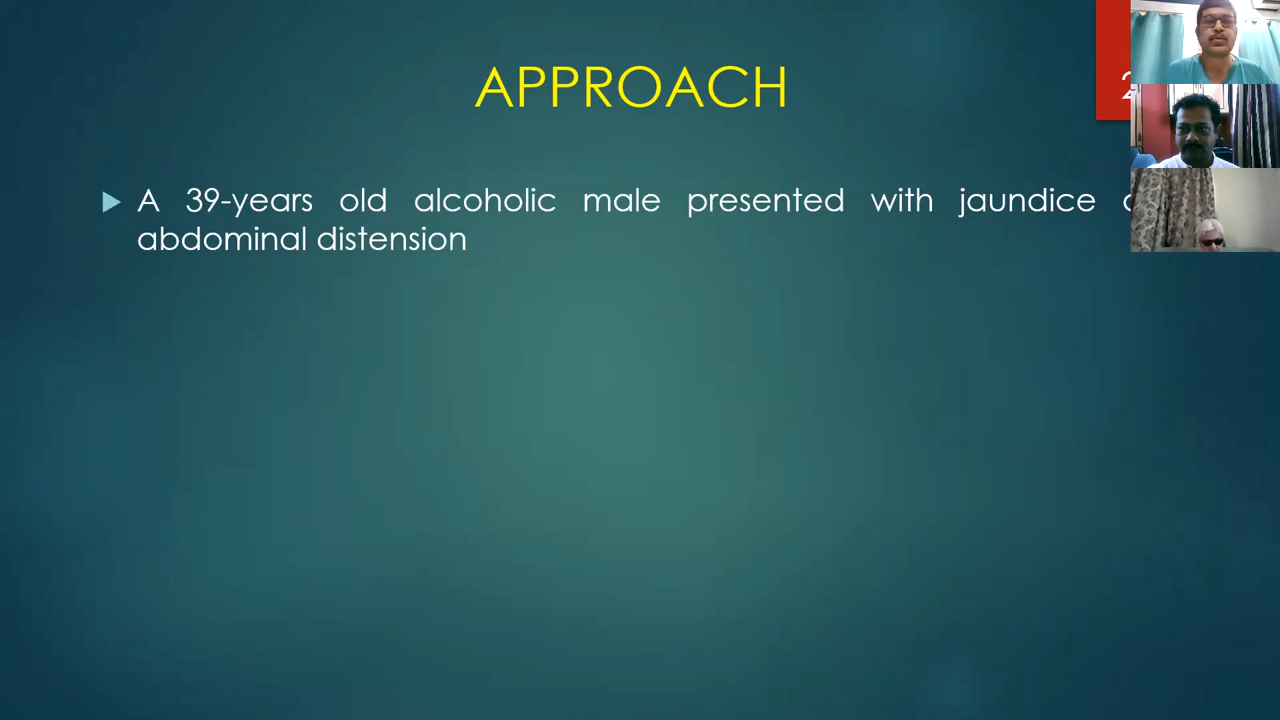 APPROACH
A 39-years old alcoholic male presented with jaundice
abdominal distension